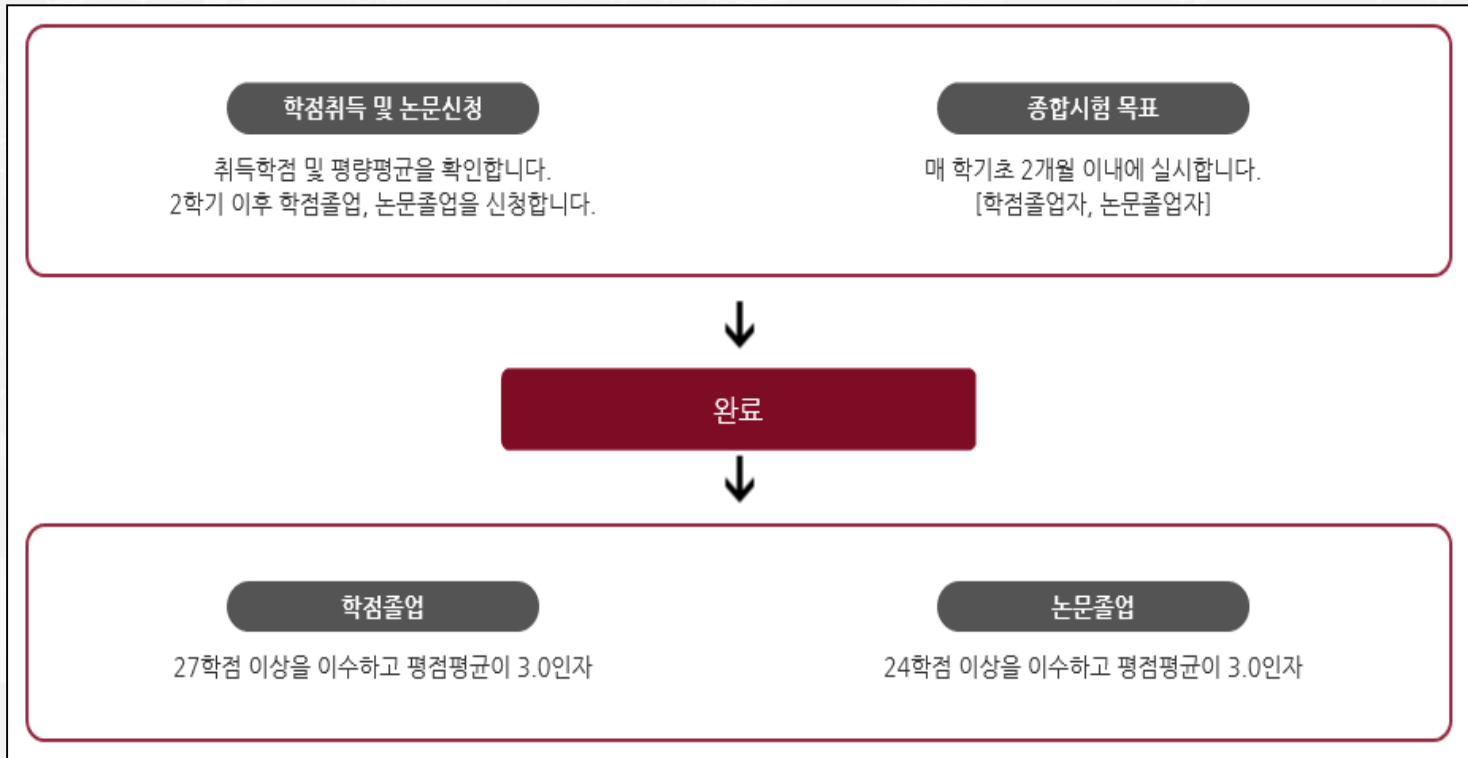 학점취득 및 논문신청
취득학점 및 평량평균을 확인합니다.
2학기 이후 학점졸업, 논문졸업을 신청합니다.
종합시험 목표
매 학기초 2개월 이내에 실시합니다.
[학점졸업자, 논문졸업자]
완료
학점졸업
27학점 이상을 이수하고 평점평균이 3.0인자
논문졸업
24학점 이상을 이수하고 평점평균이 3.0인자